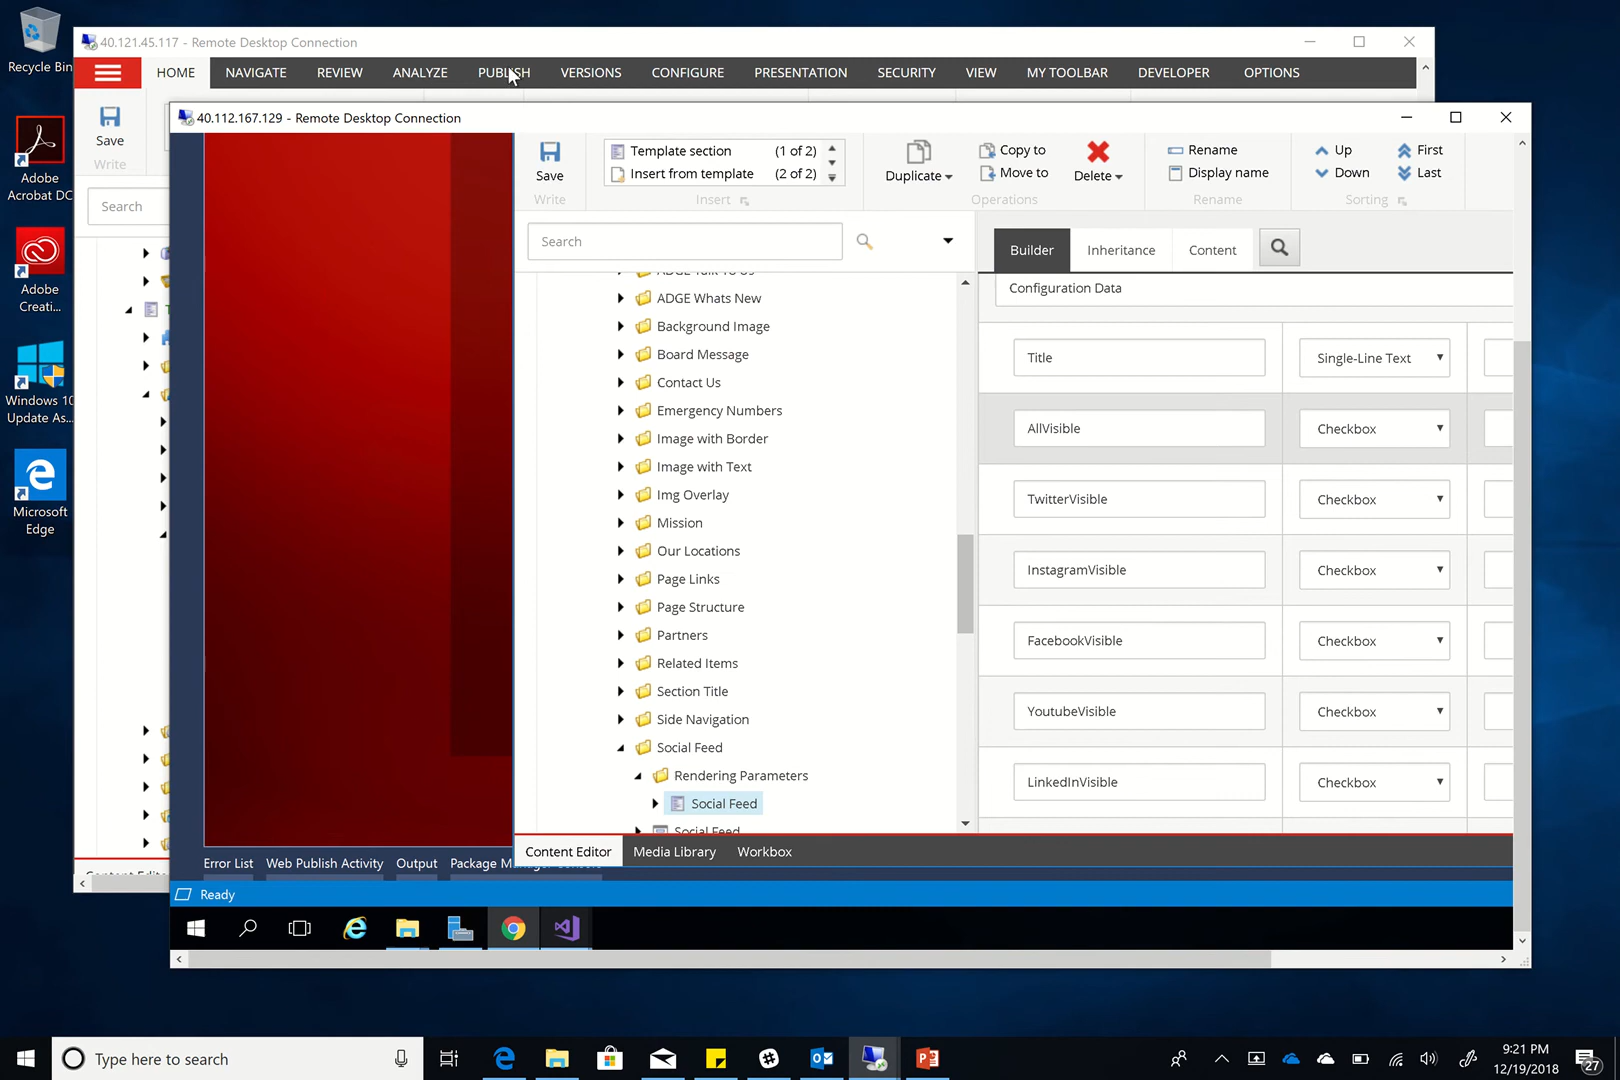 Recycle Bin
Adobe
Acrobat DC
Adobe
Creati...
Windows 10
Update As...
Microsoft
Edge
40.121.45.117 - Remote Desktop Connection
HOME NAVIGATE REVIEW ANALYZE PUBLISH VERSIONS CONFIGURE PRESENTATION SECURITY VIEW MY TOOLBAR DEVELOPER OPTIONS
Save
Write
Search
40.112.167.129 - Remote Desktop Connection
Save
Write
Template section (1 of 2)
Insert from template (2 of 2)
Insert
Duplicate
Copy to
Move to
Delete
Operations
Rename
Display name
Rename
Up First
Down Last
Sorting
Search
Builder Inheritance Content
ADGE Talk To Us
ADGE Whats New
Background Image
Board Message
Contact Us
Emergency Numbers
Image with Border
Image with Text
Img Overlay
Mission
Our Locations
Page Links
Page Structure
Partners
Related Items
Section Title
Side Navigation
Social Feed
Rendering Parameters
Social Feed
Social Feed
Configuration Data
Title Single-Line Text
AllVisible Checkbox
TwitterVisible Checkbox
InstagramVisible Checkbox
FacebookVisible Checkbox
YoutubeVisible Checkbox
LinkedInVisible Checkbox
Content Editor Media Library Workbox
Error List Web Publish Activity Output Package
Ready
Type here to search
9:21 PM
12/19/2018
27